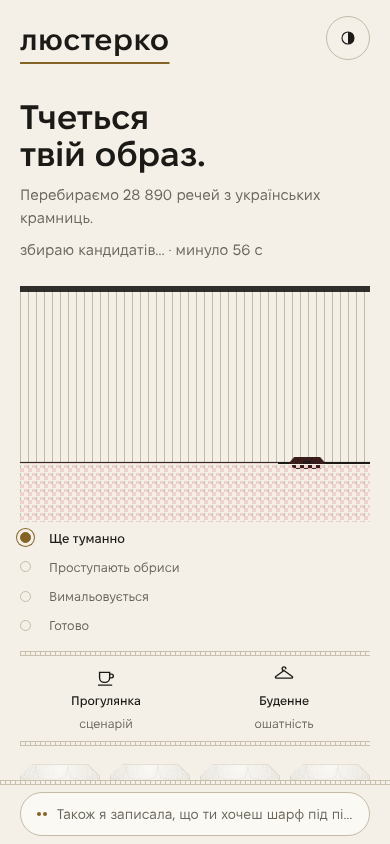 люстерко
Тчеться
твій образ.
Перебираємо 28 890 речей з українських
крамниць.
збираю кандидатів… · минуло 56 с
Ще туманно
Проступають обриси
Вимальовується
Готово
Прогулянка
сценарій
Буденне
ошатність
Також я записала, що ти хочеш шарф під пі…